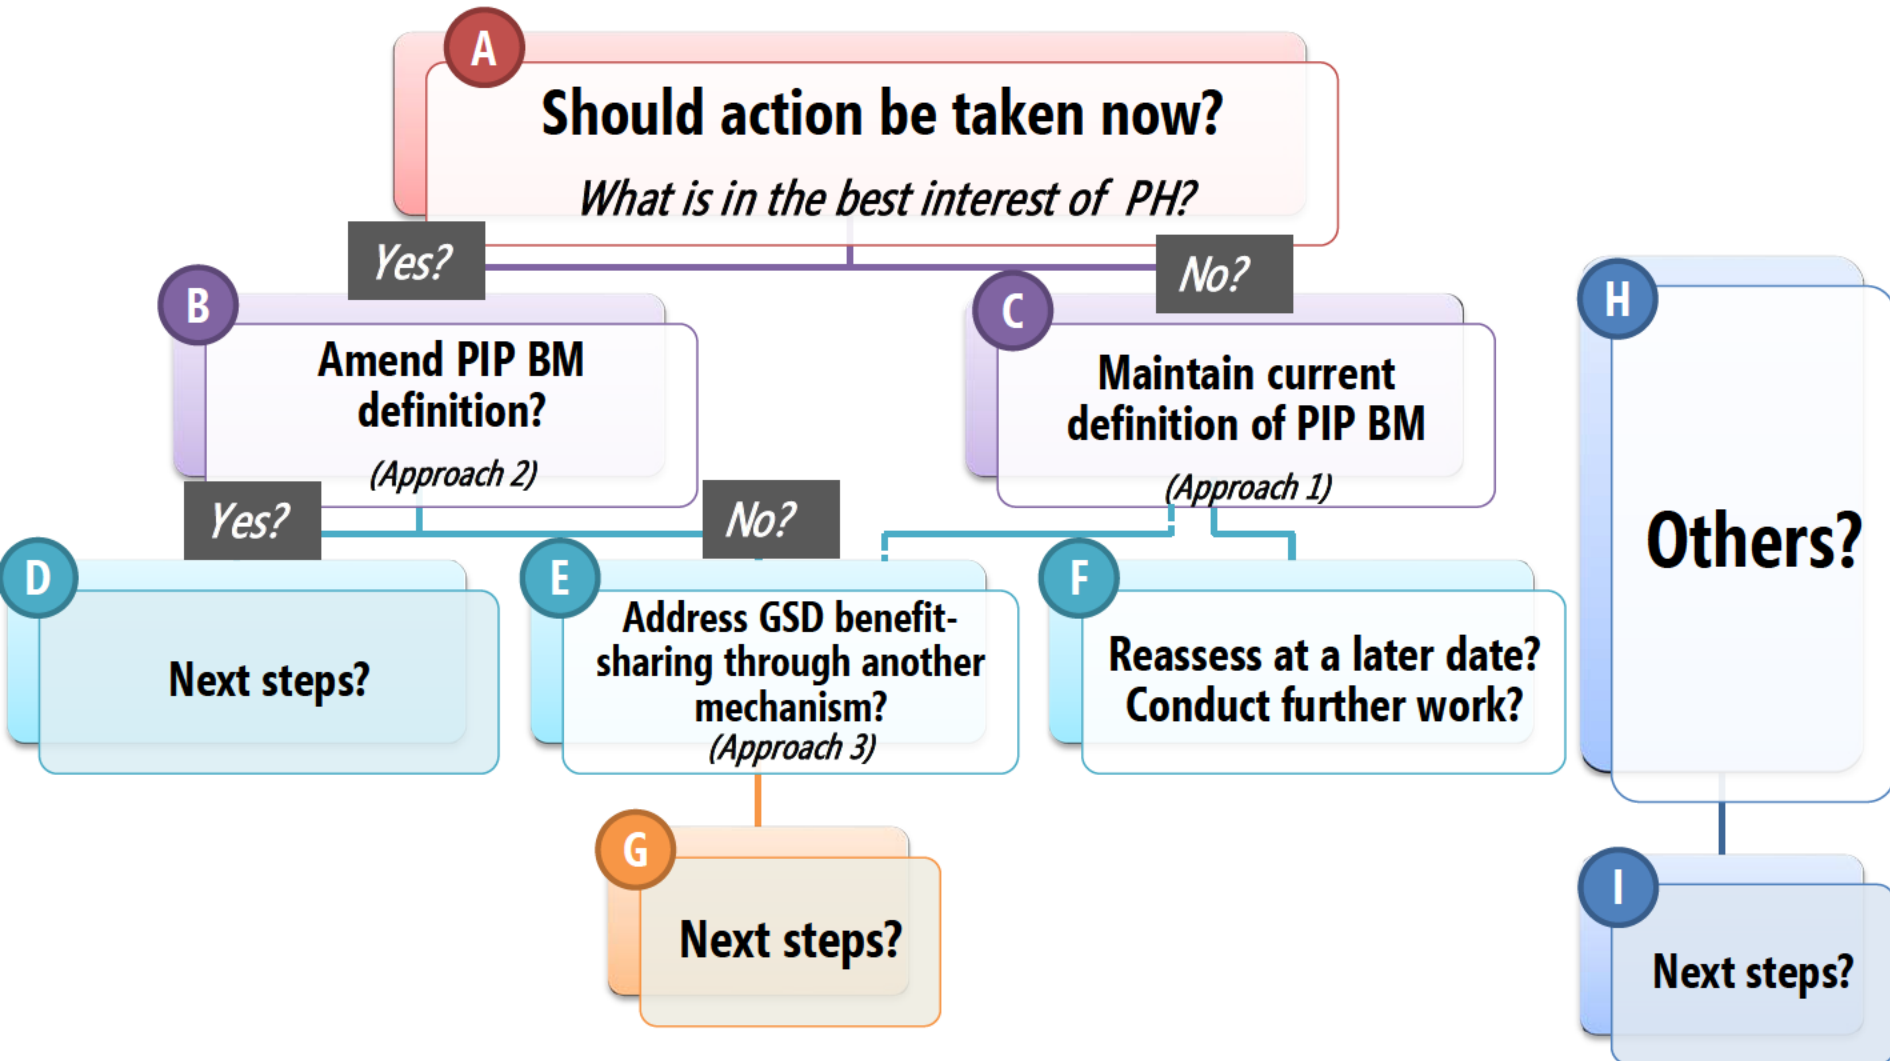 A
Should action be taken now?
What is in the best interest of PH?
Yes?
No?
B
Amend PIP BM
definition?
(Approach 2)
C
Maintain current
definition of PIP BM
(Approach 1)
H
Others?
Yes?
No?
D
Next steps?
E
Address GSD benefit-
sharing through another
mechanism?
(Approach 3)
F
Reassess at a later date?
Conduct further work?
G
Next steps?
I
Next steps?